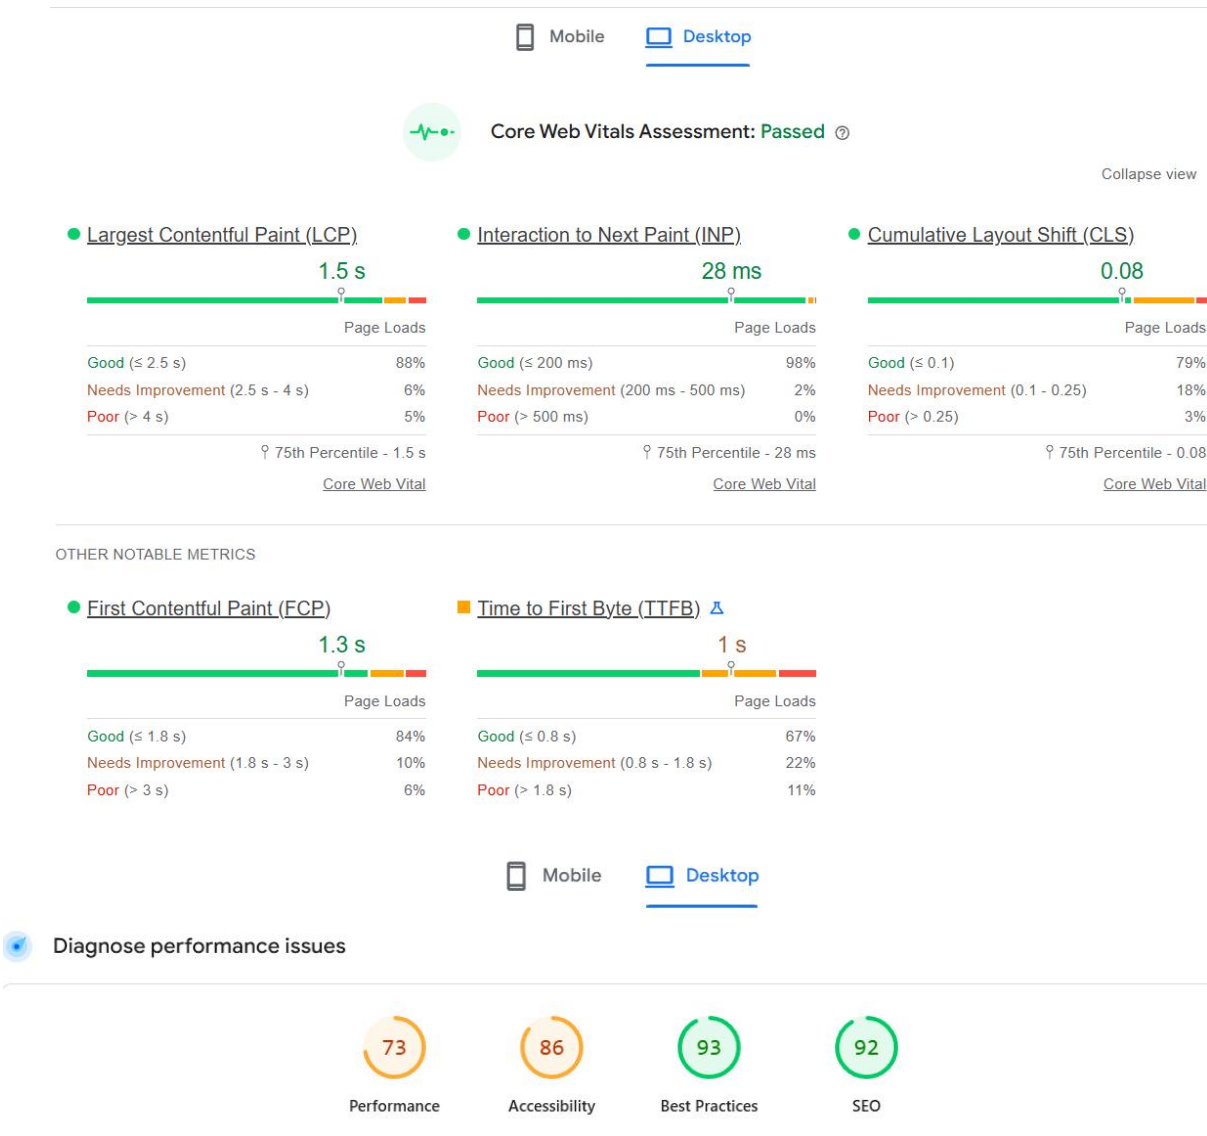 Mobile Desktop
Core Web Vitals Assessment: Passed
Collapse view
Largest Contentful Paint (LCP)
1.5 s
Page Loads
Good (≤ 2.5 s) 88%
Needs Improvement (2.5 s - 4 s) 6%
Poor (> 4 s) 5%
75th Percentile - 1.5 s
Core Web Vital
Interaction to Next Paint (INP)
28 ms
Page Loads
Good (≤ 200 ms) 98%
Needs Improvement (200 ms - 500 ms) 2%
Poor (> 500 ms) 0%
75th Percentile - 28 ms
Core Web Vital
Cumulative Layout Shift (CLS)
0.08
Page Loads
Good (≤ 0.1) 79%
Needs Improvement (0.1 - 0.25) 18%
Poor (> 0.25) 3%
75th Percentile - 0.08
Core Web Vital
OTHER NOTABLE METRICS
First Contentful Paint (FCP)
1.3 s
Page Loads
Good (≤ 1.8 s) 84%
Needs Improvement (1.8 s - 3 s) 10%
Poor (> 3 s) 6%
Time to First Byte (TTFB)
1 s
Page Loads
Good (≤ 0.8 s) 67%
Needs Improvement (0.8 s - 1.8 s) 22%
Poor (> 1.8 s) 11%
Mobile Desktop
Diagnose performance issues
73 86 93 92
Performance Accessibility Best Practices SEO